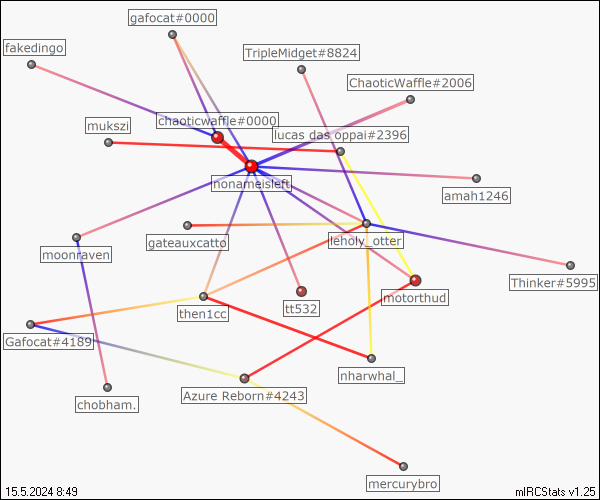 gafocat#0000
fakedingo
TripleMidget#8824
ChaoticWaffle#2006
chaoticwaffle#0000
mukszi
lucas das oppai#2396
nonameisleft
amah1246
gateauxcatto
leholy_otter
moonraven
Thinker#5995
tt532
motorthud
then1cc
Gafocat#4189
nharwhal_
Azure Reborn#4243
chobham.
mercurybro
15.5.2024 8:49
mIRCStats v1.25